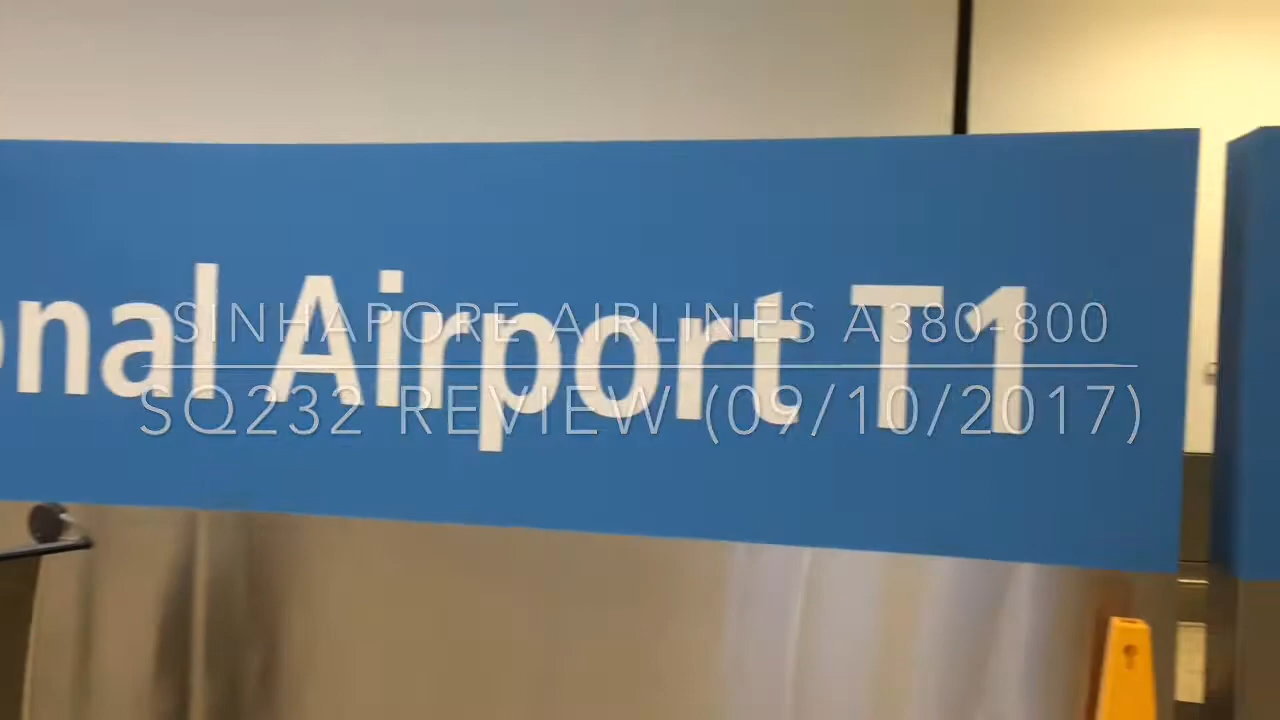 onal Airport T1
SINHAPORE AIRLINES A380-800
SQ232 REVIEW (09/10/2017)